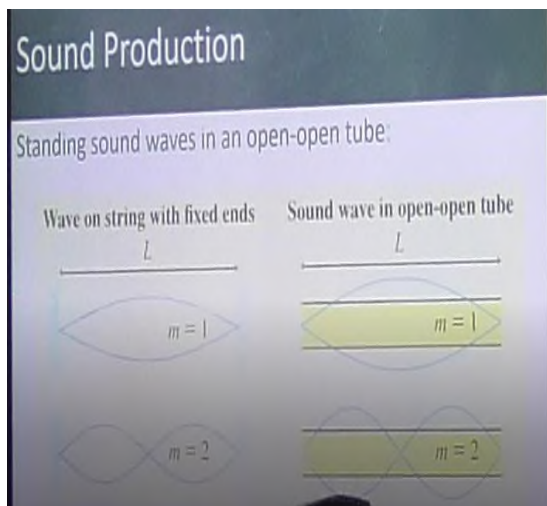 Sound Production
Standing sound waves in an open-open tube:
Wave on string with fixed ends
L
m = 1
m = 2
Sound wave in open-open tube
L
m = 1
m = 2